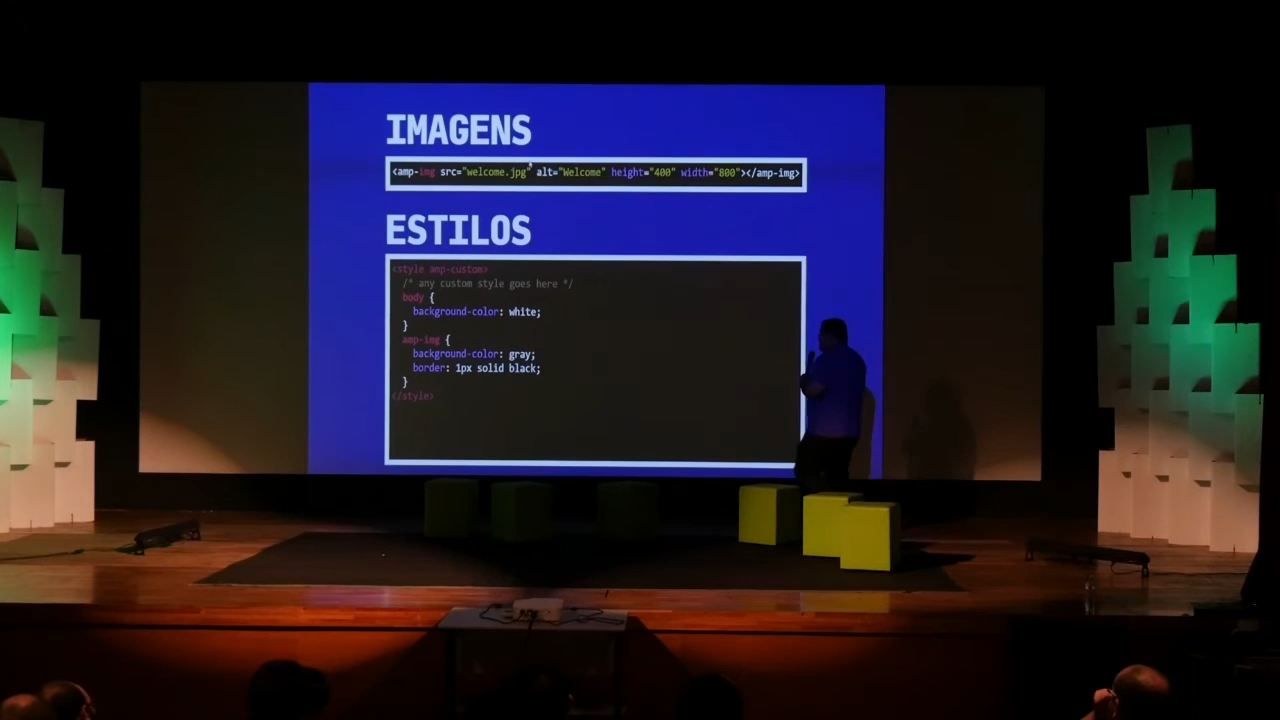 IMAGENS
<amp-img src="welcome.jpg" alt="Welcome" height="400" width="800"></amp-img>
ESTILOS
<style amp-custom>
/* any custom style goes here */
body {
background-color: white;
}
amp-img {
background-color: gray;
border: 1px solid black;
}
</style>